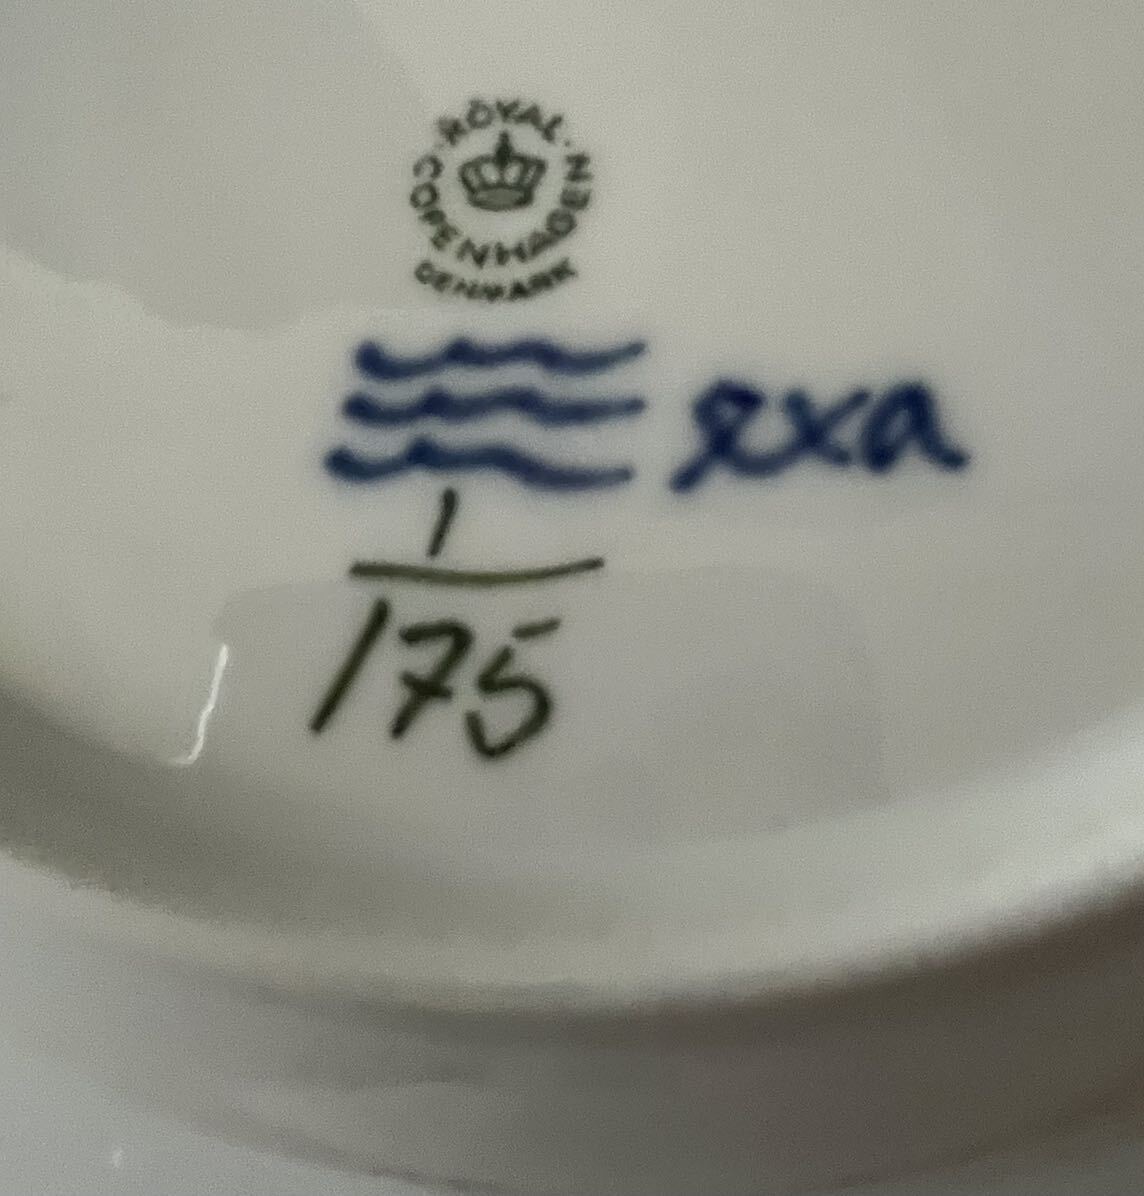 ROYAL COPENHAGEN
DENMARK
exa
1
175